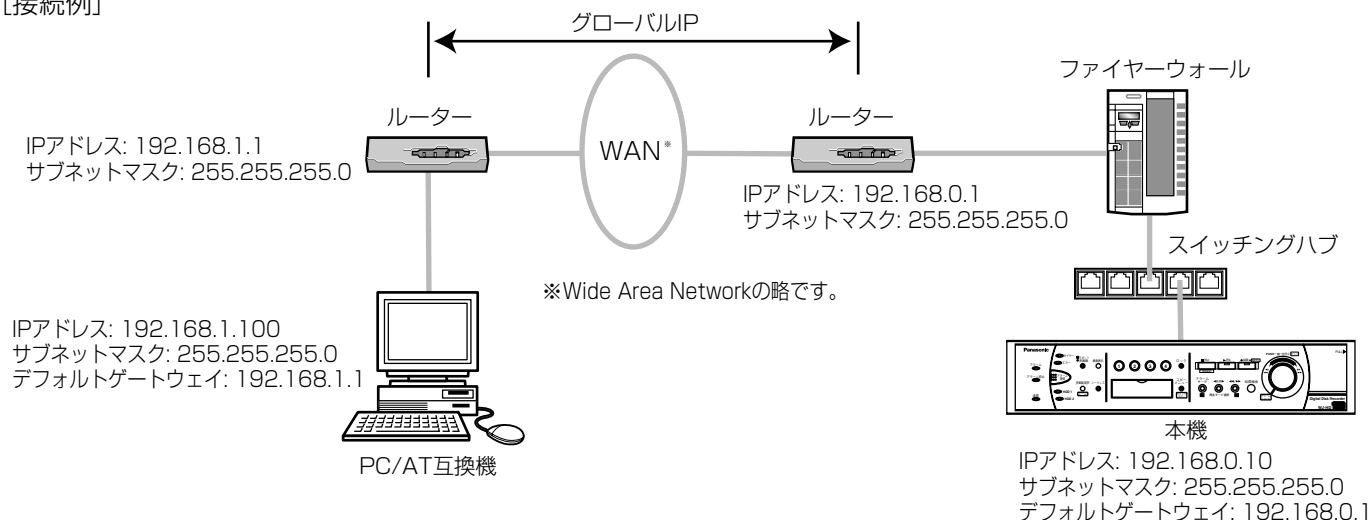 ［接続例］
グローバルIP
ファイヤーウォール
ルーター
ルーター
IPアドレス: 192.168.1.1
サブネットマスク: 255.255.255.0
WAN※
IPアドレス: 192.168.0.1
サブネットマスク: 255.255.255.0
スイッチングハブ
※Wide Area Networkの略です。
IPアドレス: 192.168.1.100
サブネットマスク: 255.255.255.0
デフォルトゲートウェイ: 192.168.1.1
PC/AT互換機
Panasonic
Digital Disk Recorder
本機
IPアドレス: 192.168.0.10
サブネットマスク: 255.255.255.0
デフォルトゲートウェイ: 192.168.0.1